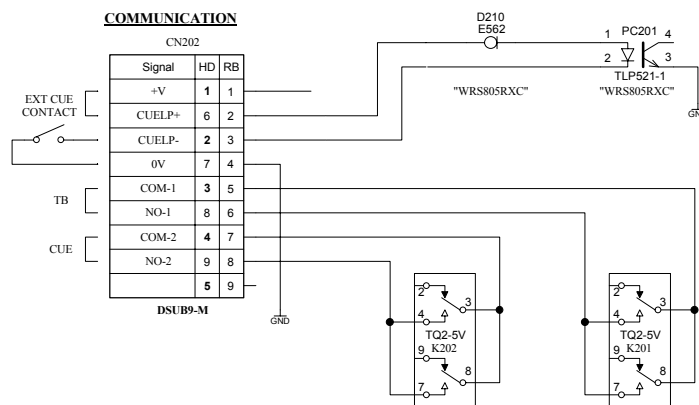 COMMUNICATION
CN202
Signal HD RB
+V 1 1
CUELP+ 6 2
CUELP- 2 3
0V 7 4
COM-1 3 5
NO-1 8 6
COM-2 4 7
NO-2 9 8
5 9
DSUB9-M
EXT CUE
CONTACT
TB
CUE
GND
D210
E562
"WRS805RXC"
PC201
1 4
2 3
TLP521-1
"WRS805RXC"
GN
2 3
4
TQ2-5V
K202
9 8
7
2 3
4
TQ2-5V
K201
9 8
7